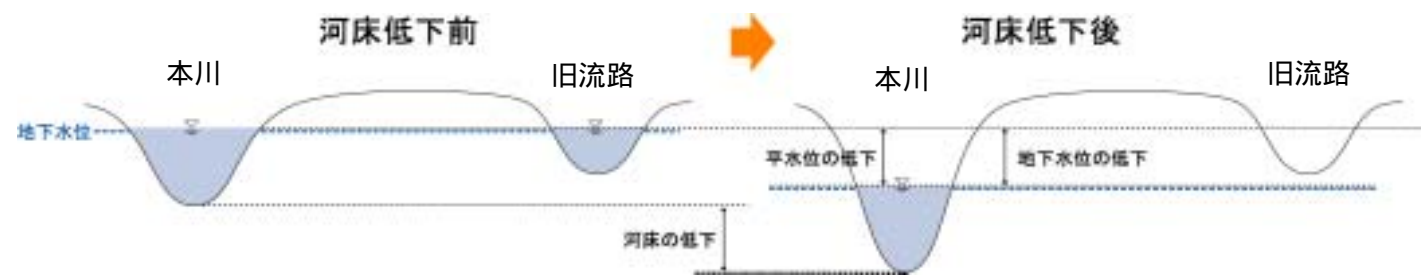 河床低下前
河床低下後
本川
旧流路
本川
旧流路
地下水位
平水位の低下
地下水位の低下
河床の低下